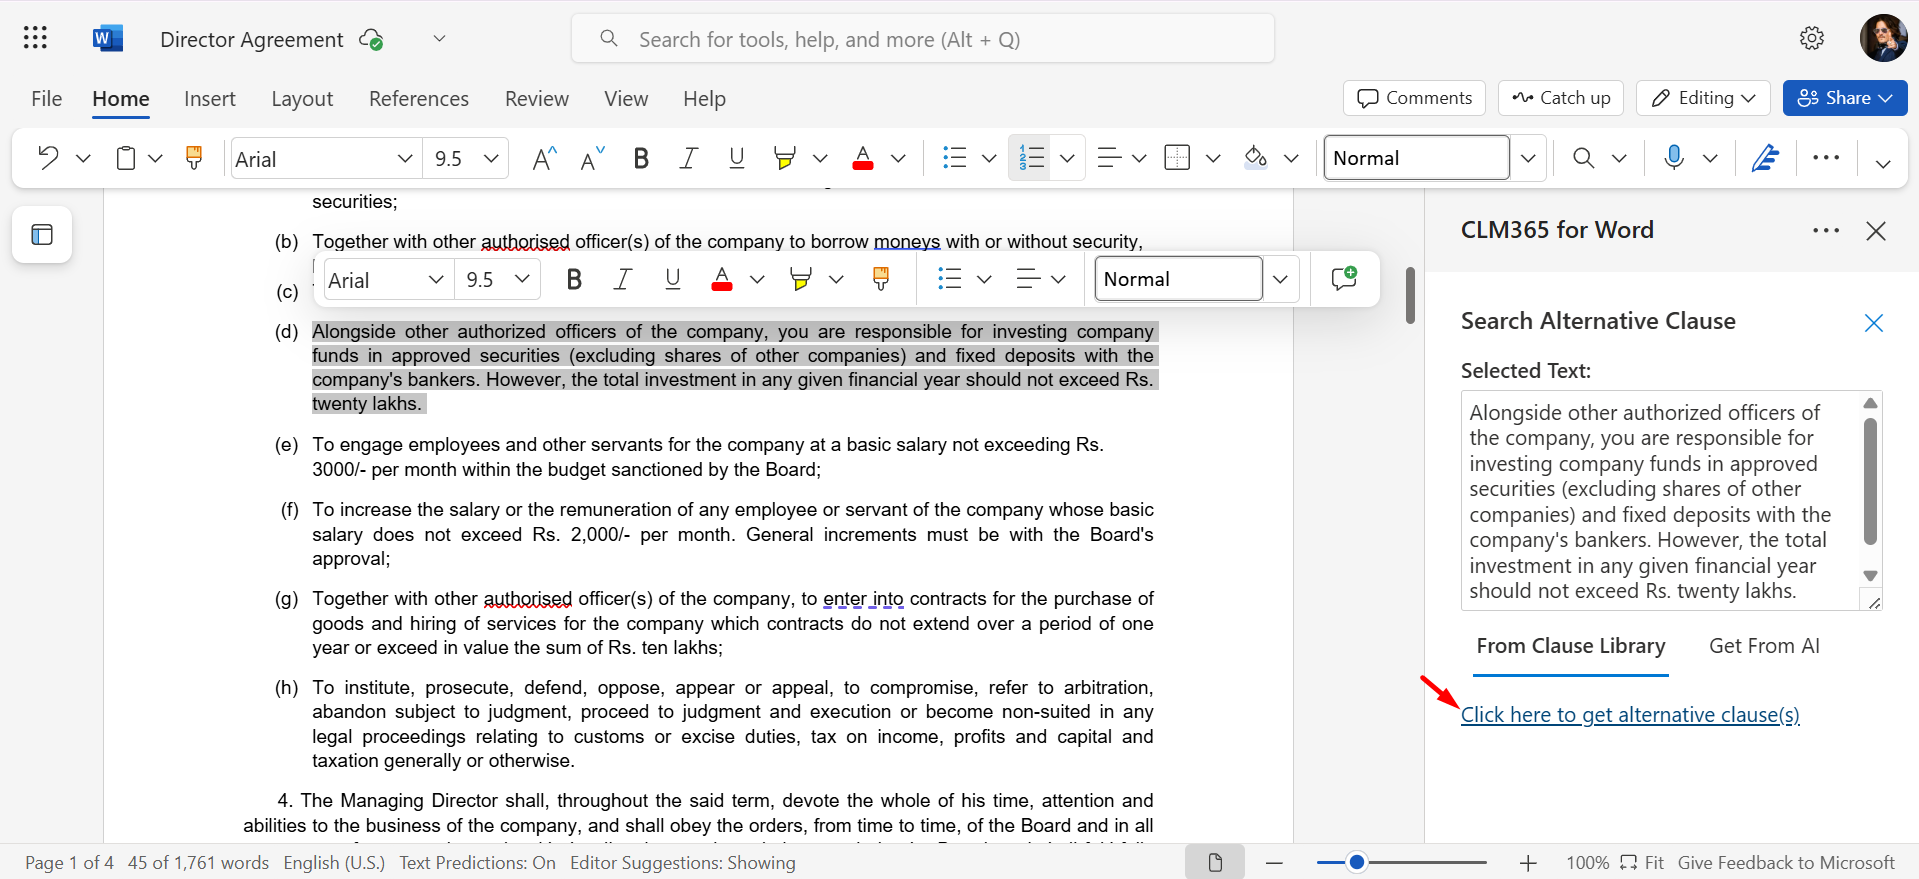 W
Director Agreement
Search for tools, help, and more (Alt + Q)
File Home Insert Layout References Review View Help
Comments Catch up Editing Share
Arial 9.5 A A B I U A Normal
securities;
(b) Together with other authorised officer(s) of the company to borrow moneys with or without security,
Arial 9.5 B I U A Normal
(c)
(d) Alongside other authorized officers of the company, you are responsible for investing company
funds in approved securities (excluding shares of other companies) and fixed deposits with the
company's bankers. However, the total investment in any given financial year should not exceed Rs.
twenty lakhs.
(e) To engage employees and other servants for the company at a basic salary not exceeding Rs.
3000/- per month within the budget sanctioned by the Board;
(f) To increase the salary or the remuneration of any employee or servant of the company whose basic
salary does not exceed Rs. 2,000/- per month. General increments must be with the Board's
approval;
(g) Together with other authorised officer(s) of the company, to enter into contracts for the purchase of
goods and hiring of services for the company which contracts do not extend over a period of one
year or exceed in value the sum of Rs. ten lakhs;
(h) To institute, prosecute, defend, oppose, appear or appeal, to compromise, refer to arbitration,
abandon subject to judgment, proceed to judgment and execution or become non-suited in any
legal proceedings relating to customs or excise duties, tax on income, profits and capital and
taxation generally or otherwise.
4. The Managing Director shall, throughout the said term, devote the whole of his time, attention and
abilities to the business of the company, and shall obey the orders, from time to time, of the Board and in all
CLM365 for Word
Search Alternative Clause
Selected Text:
Alongside other authorized officers of
the company, you are responsible for
investing company funds in approved
securities (excluding shares of other
companies) and fixed deposits with the
company's bankers. However, the total
investment in any given financial year
should not exceed Rs. twenty lakhs.
From Clause Library Get From AI
Click here to get alternative clause(s)
Page 1 of 4 45 of 1,761 words English (U.S.) Text Predictions: On Editor Suggestions: Showing
100% Fit Give Feedback to Microsoft